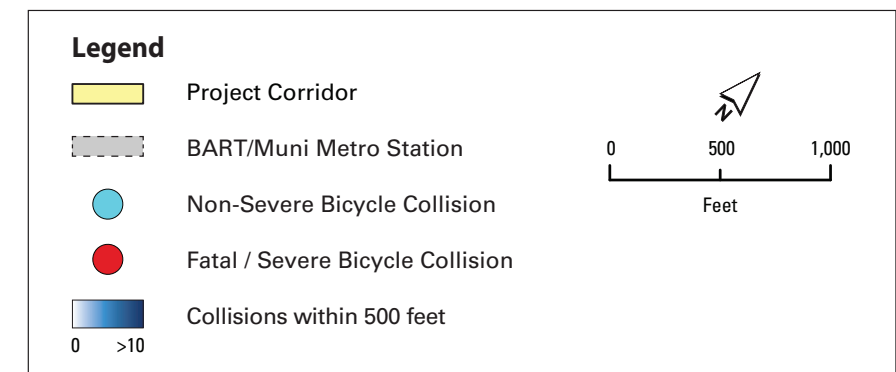 Legend
Project Corridor
BART/Muni Metro Station
Non-Severe Bicycle Collision
Fatal / Severe Bicycle Collision
Collisions within 500 feet
0 >10
N
0 500 1,000
Feet